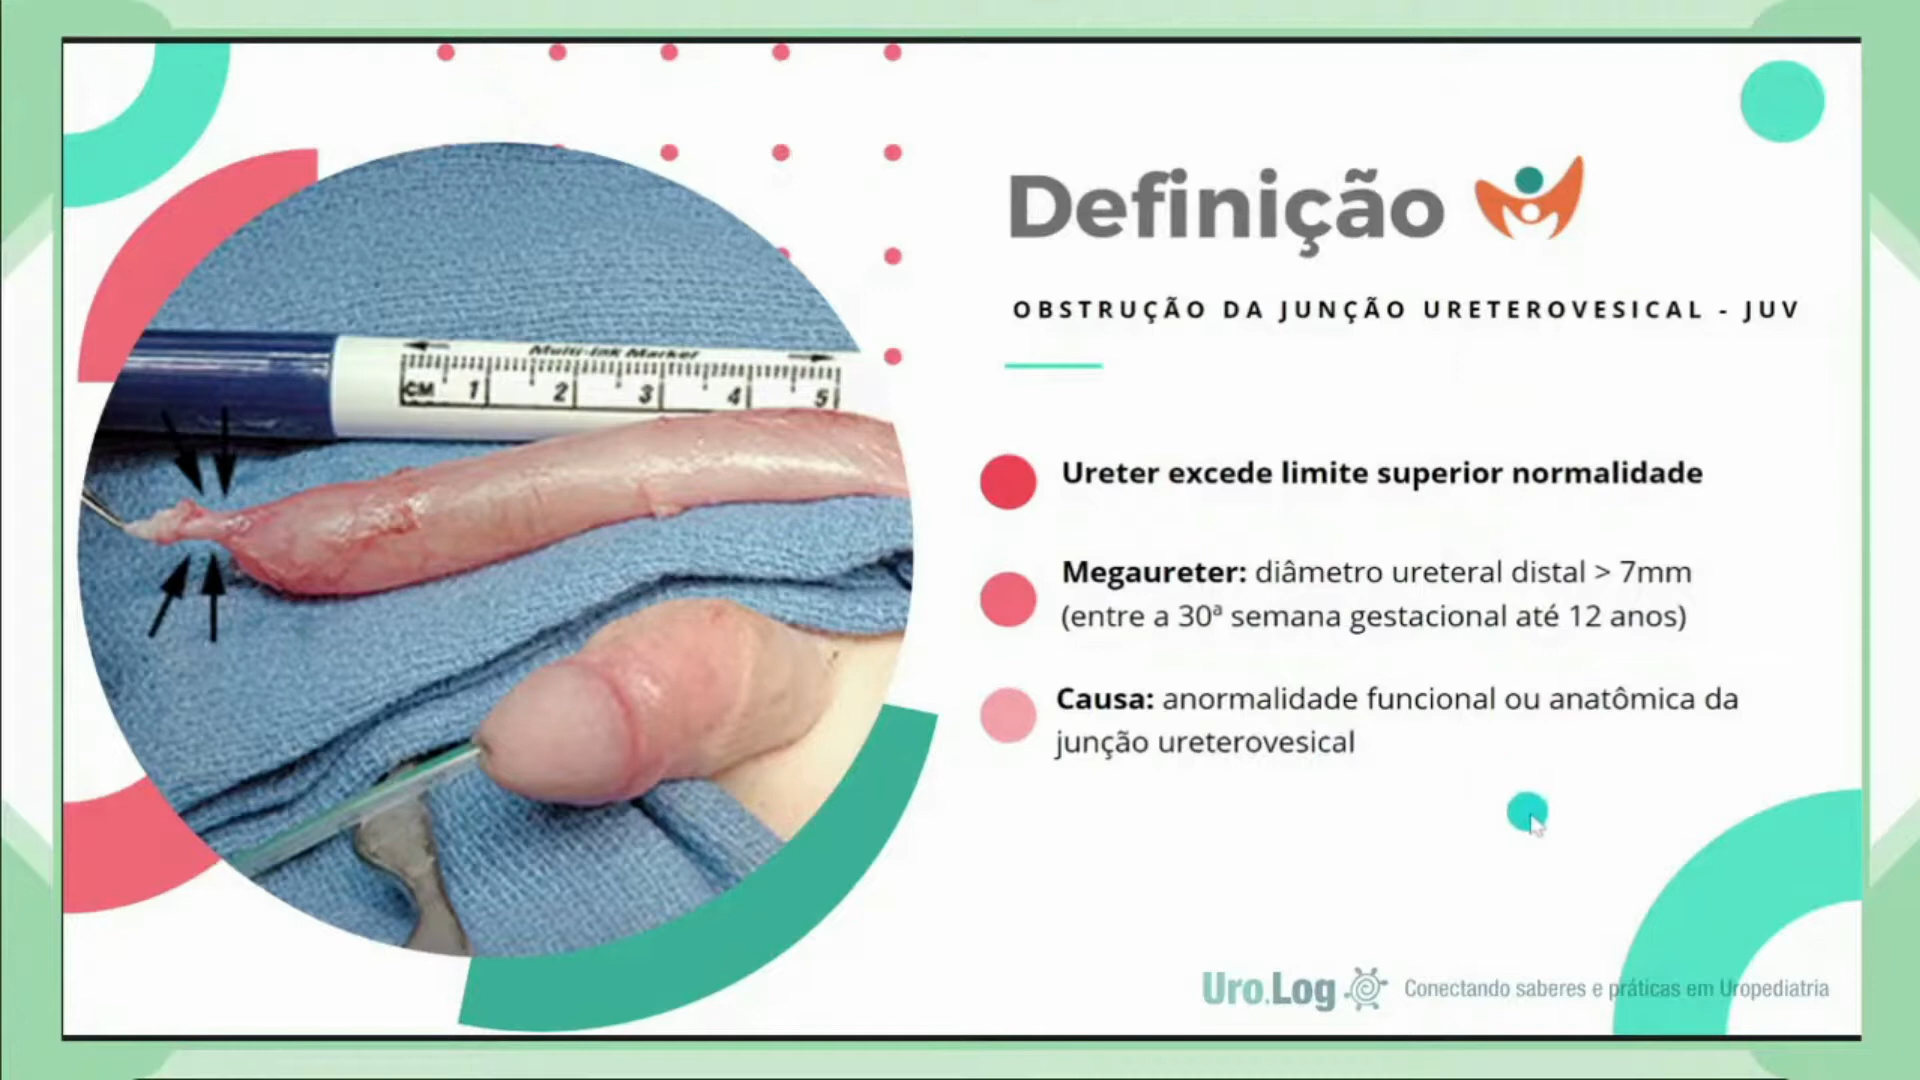 Definição
OBSTRUÇÃO DA JUNÇÃO URETEROVESICAL - JUV
Multi-Ink Marker
CM 1 2 3 4 5
Ureter excede limite superior normalidade
Megaureter: diâmetro ureteral distal > 7mm
(entre a 30ª semana gestacional até 12 anos)
Causa: anormalidade funcional ou anatômica da
junção ureterovesical
Uro.Log Conectando saberes e práticas em Uropediatria